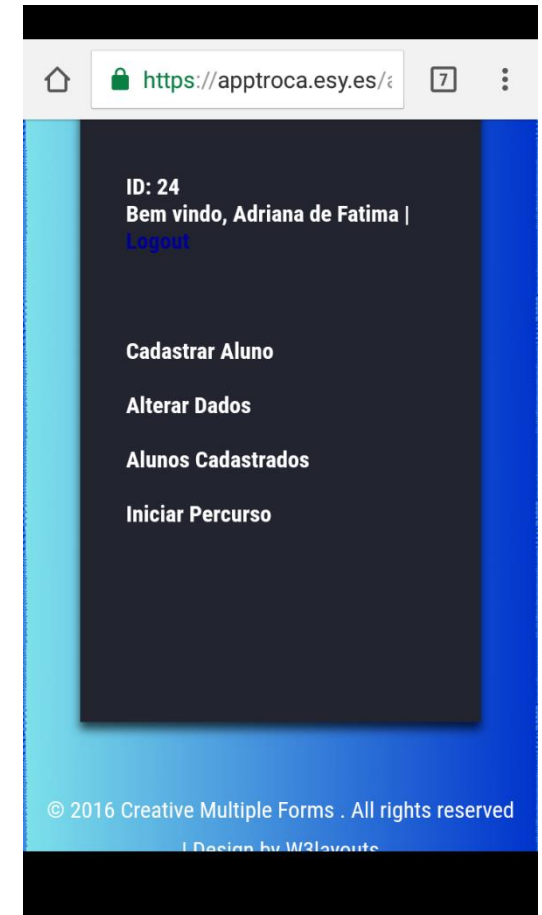 https://apptroca.esy.es/
7
ID: 24
Bem vindo, Adriana de Fatima |
Logout
Cadastrar Aluno
Alterar Dados
Alunos Cadastrados
Iniciar Percurso
© 2016 Creative Multiple Forms . All rights reserved
| Design by W3layouts